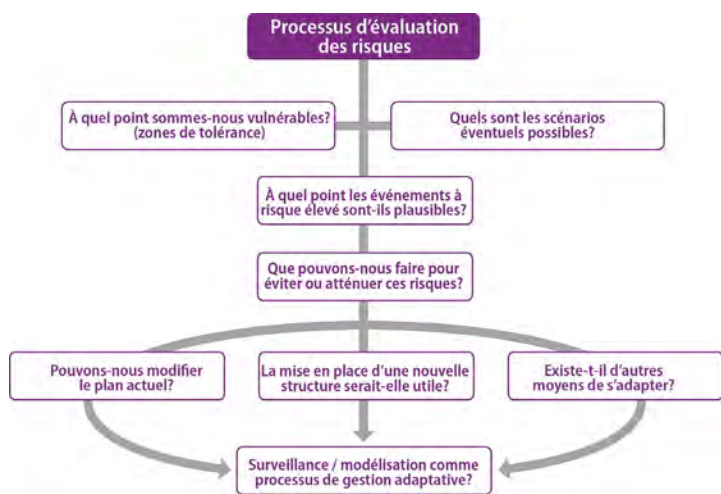 Processus d'évaluation
des risques
À quel point sommes-nous vulnérables?
(zones de tolérance)
Quels sont les scénarios
éventuels possibles?
À quel point les événements à
risque élevé sont-ils plausibles?
Que pouvons-nous faire pour
éviter ou atténuer ces risques?
Pouvons-nous modifier
le plan actuel?
La mise en place d'une nouvelle
structure serait-elle utile?
Existe-t-il d'autres
moyens de s'adapter?
Surveillance / modélisation comme
processus de gestion adaptative?